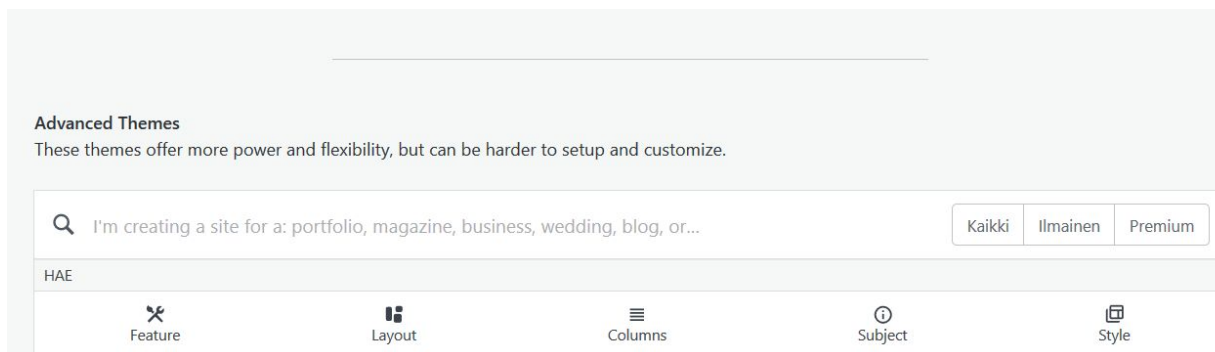 Advanced Themes
These themes offer more power and flexibility, but can be harder to setup and customize.
I'm creating a site for a: portfolio, magazine, business, wedding, blog, or...
Kaikki Ilmainen Premium
HAE
Feature Layout Columns Subject Style